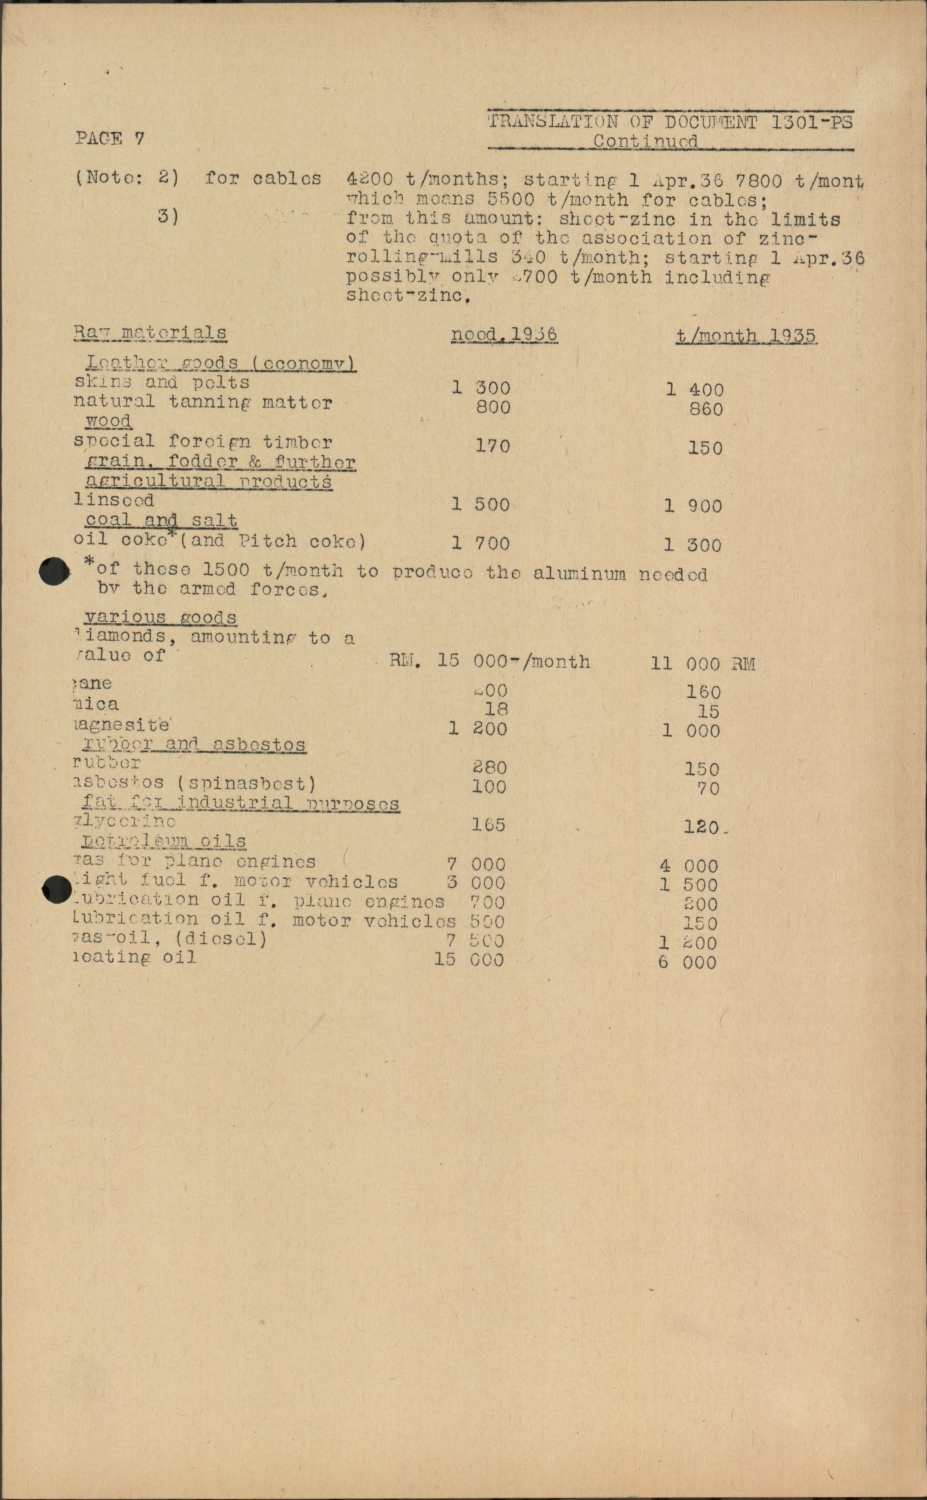 TRANSLATION OF DOCUMENT 1301-PS
PAGE 7 Continued
(Note: 2) for cables 4200 t/months; starting 1 Apr.36 7800 t/mont
which means 5500 t/month for cables;
3) from this amount: sheet-zinc in the limits
of the quota of the association of zinc-
rolling-mills 340 t/month; starting 1 Apr.36
possibly only 2700 t/month including
sheet-zinc.
Raw materials need.1936 t/month 1935
Leather goods (economy)
skins and pelts 1 300 1 400
natural tanning matter 800 860
wood
special foreign timber 170 150
grain, fodder & further
agricultural products
linseed 1 500 1 900
coal and salt
oil coke*(and Pitch coke) 1 700 1 300
*of these 1500 t/month to produce the aluminum needed
by the armed forces.
various goods
iamonds, amounting to a
value of RM. 15 000-/month 11 000 RM
200 160
mica 18 15
magnesite 1 200 1 000
rubber and asbestos
rubber 280 150
asbestos (spinasbest) 100 70
fat for industrial purposes
glycerine 165 120.
petroleum oils
gas for plane engines 7 000 4 000
light fuel f. motor vehicles 3 000 1 500
Lubrication oil f. plane engines 700 200
Lubrication oil f. motor vehicles 500 150
gas-oil, (diesel) 7 500 1 200
heating oil 15 000 6 000